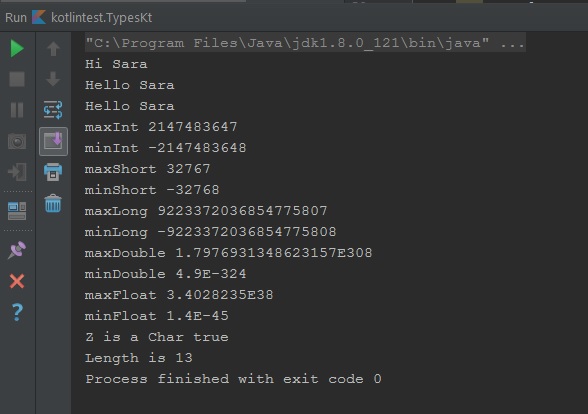 Run kotlintest.TypesKt
"C:\Program Files\Java\jdk1.8.0_121\bin\java" ...
Hi Sara
Hello Sara
Hello Sara
maxInt 2147483647
minInt -2147483648
maxShort 32767
minShort -32768
maxLong 9223372036854775807
minLong -9223372036854775808
maxDouble 1.7976931348623157E308
minDouble 4.9E-324
maxFloat 3.4028235E38
minFloat 1.4E-45
Z is a Char true
Length is 13
Process finished with exit code 0